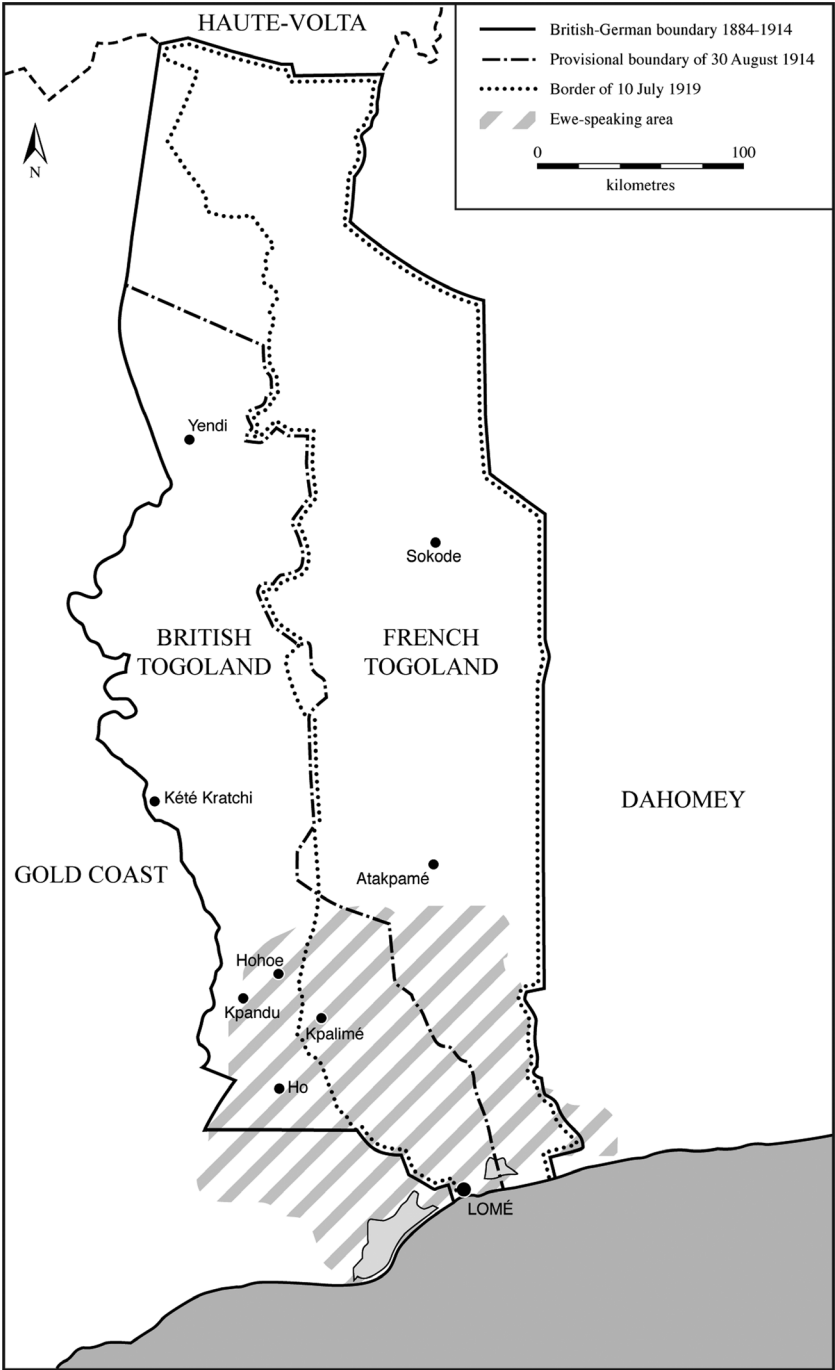 HAUTE-VOLTA
British-German boundary 1884-1914
Provisional boundary of 30 August 1914
Border of 10 July 1919
Ewe-speaking area
0 100
kilometres
N
Yendi
Sokode
BRITISH
TOGOLAND
FRENCH
TOGOLAND
Kété Kratchi
DAHOMEY
GOLD COAST
Atakpamé
Hohoe
Kpandu
Kpalimé
Ho
LOMÉ